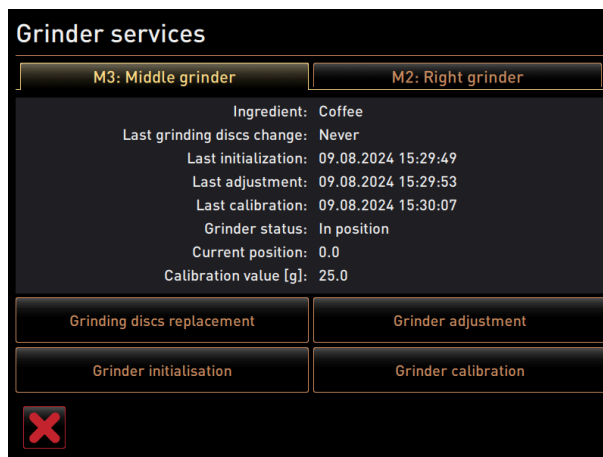 Grinder services
M3: Middle grinder
M2: Right grinder
Ingredient: Coffee
Last grinding discs change: Never
Last initialization: 09.08.2024 15:29:49
Last adjustment: 09.08.2024 15:29:53
Last calibration: 09.08.2024 15:30:07
Grinder status: In position
Current position: 0.0
Calibration value [g]: 25.0
Grinding discs replacement
Grinder adjustment
Grinder initialisation
Grinder calibration